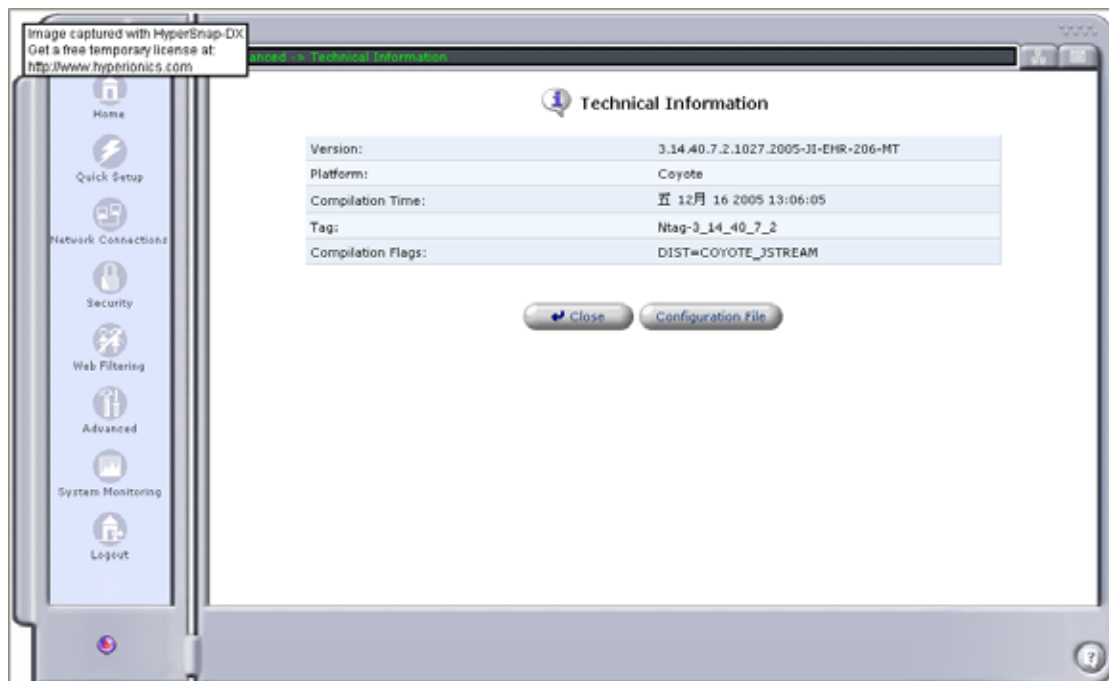 Image captured with HyperSnap-DX
Get a free temporary license at:
http://www.hyperionics.com
anced -> Technical Information
Home
Quick Setup
Network Connections
Security
Web Filtering
Advanced
System Monitoring
Logout
Technical Information
Version: 3.14.40.7.2.1027.2005-JI-EHR-206-MT
Platform: Coyote
Compilation Time: 五 12月 16 2005 13:06:05
Tag: Ntag-3_14_40_7_2
Compilation Flags: DIST=COYOTE_JSTREAM
Close Configuration File
?